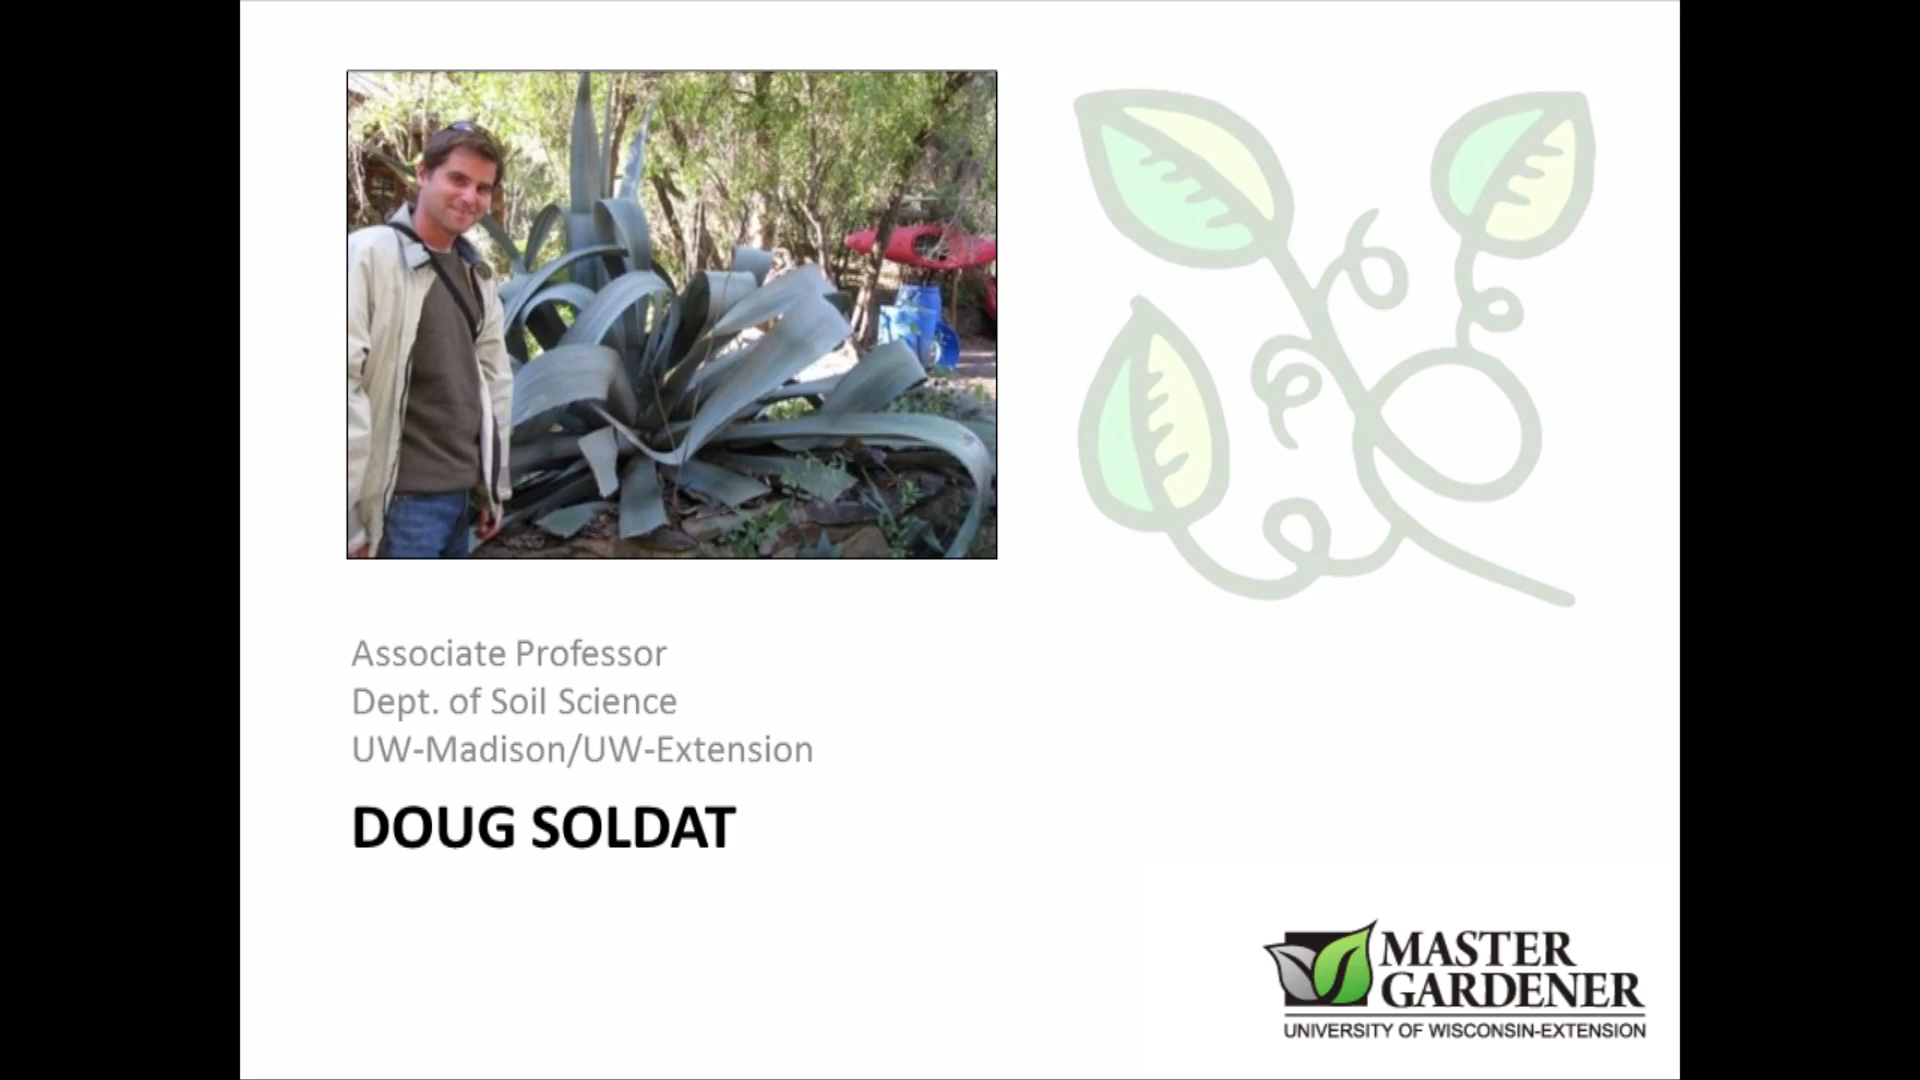 Associate Professor
Dept. of Soil Science
UW-Madison/UW-Extension
DOUG SOLDAT
MASTER
GARDENER
UNIVERSITY OF WISCONSIN-EXTENSION